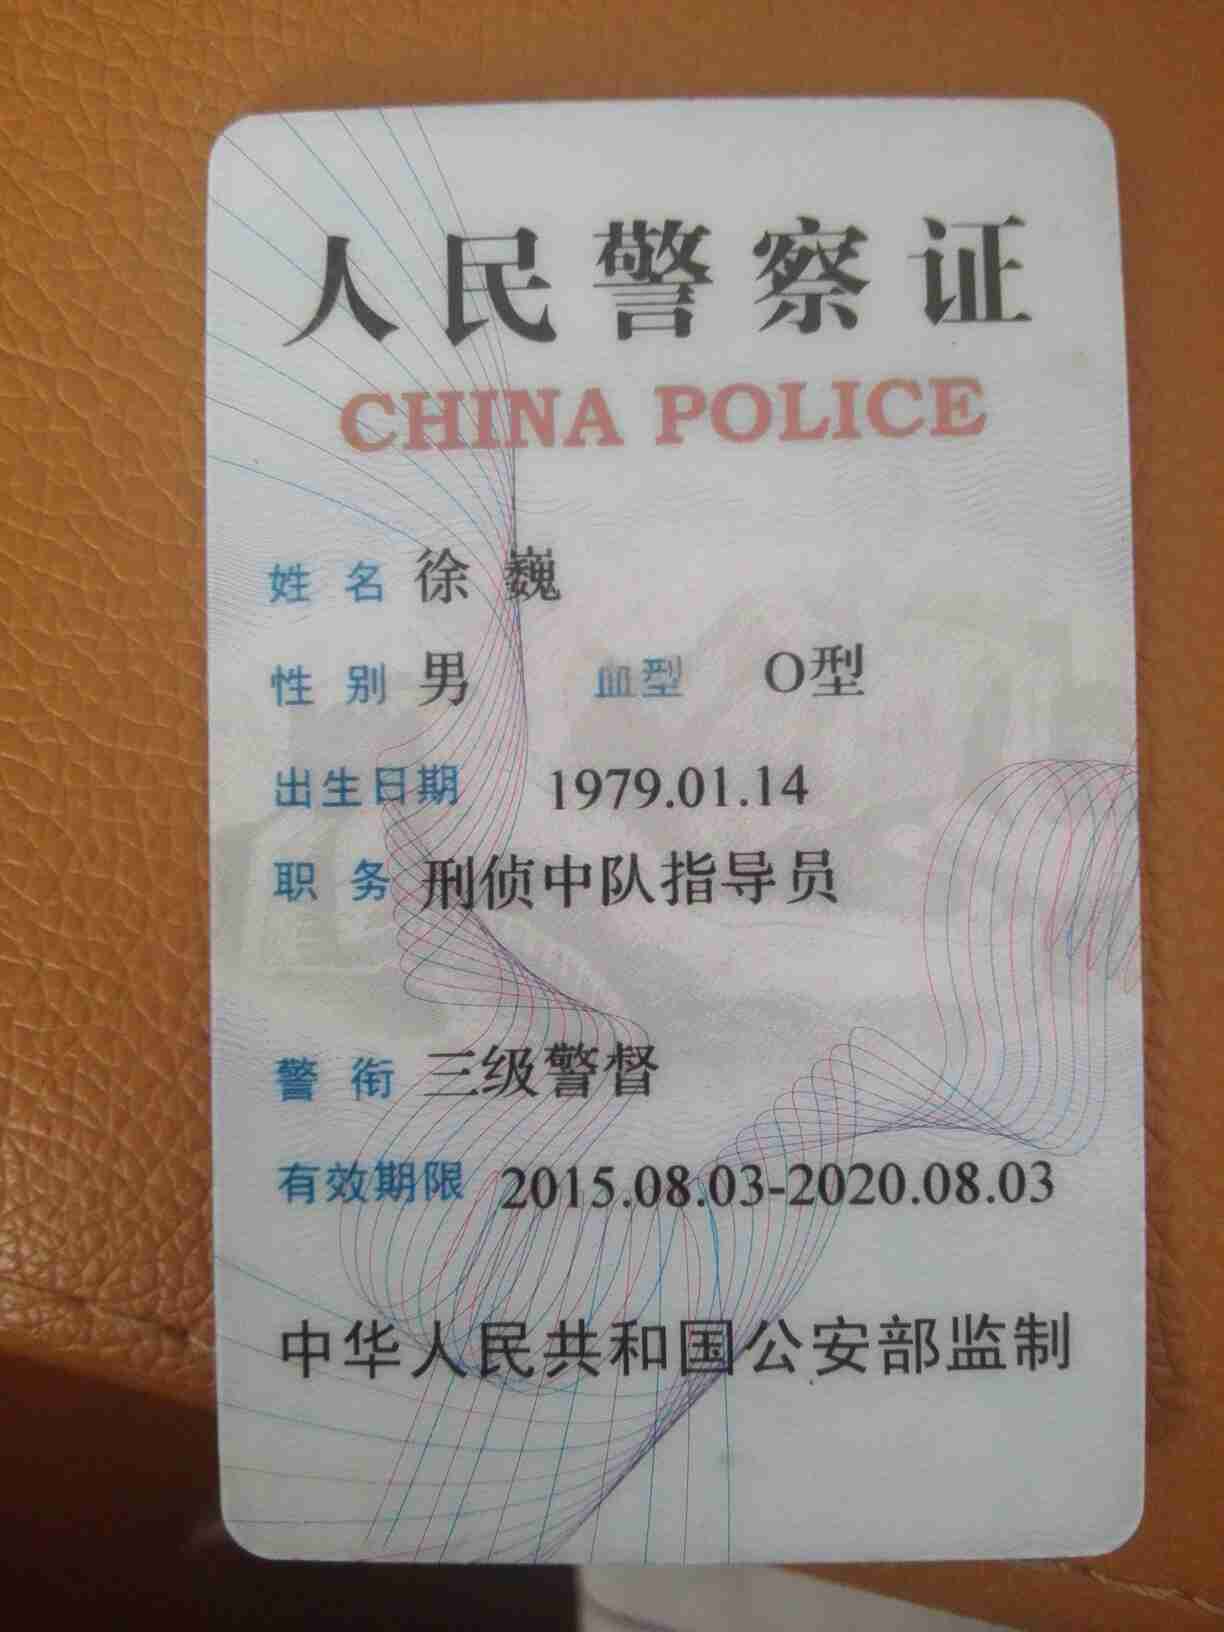 人民警察证
CHINA POLICE
姓 名 徐 巍
性 别 男 血型 O型
出生日期 1979.01.14
职 务 刑侦中队指导员
警 衔 三级警督
有效期限 2015.08.03-2020.08.03
中华人民共和国公安部监制